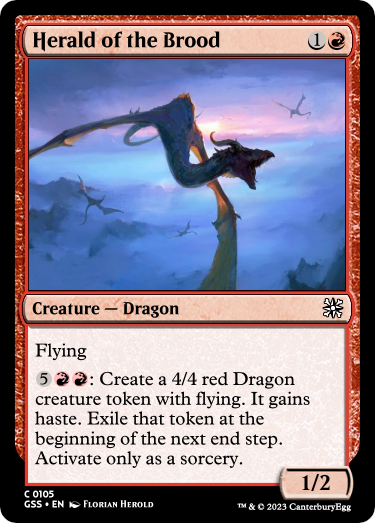 Herald of the Brood 1
Creature — Dragon
Flying
5: Create a 4/4 red Dragon
creature token with flying. It gains
haste. Exile that token at the
beginning of the next end step.
Activate only as a sorcery.
1/2
C 0105
GSS • EN Florian Herold
™ & © 2023 CanterburyEgg